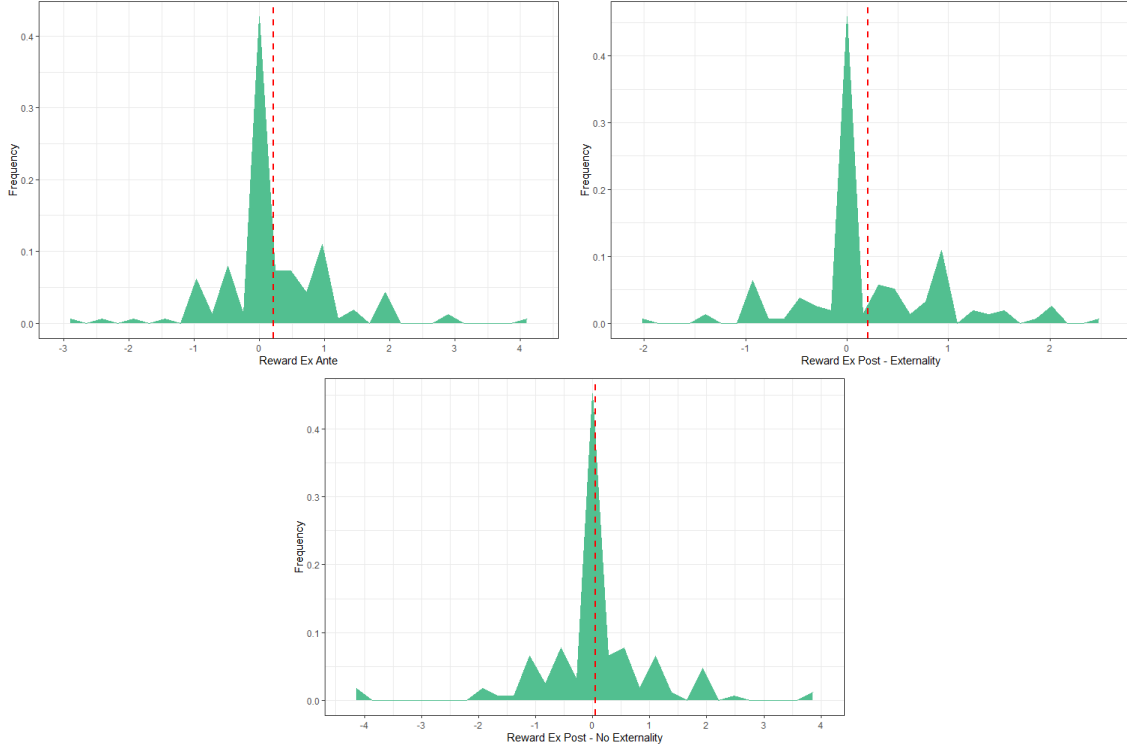 Frequency
0.4
0.3
0.2
0.1
0.0
-3 -2 -1 0 1 2 3 4
Reward Ex Ante
Frequency
0.4
0.3
0.2
0.1
0.0
-2 -1 0 1 2
Reward Ex Post - Externality
Frequency
0.4
0.3
0.2
0.1
0.0
-4 -3 -2 -1 0 1 2 3 4
Reward Ex Post - No Externality